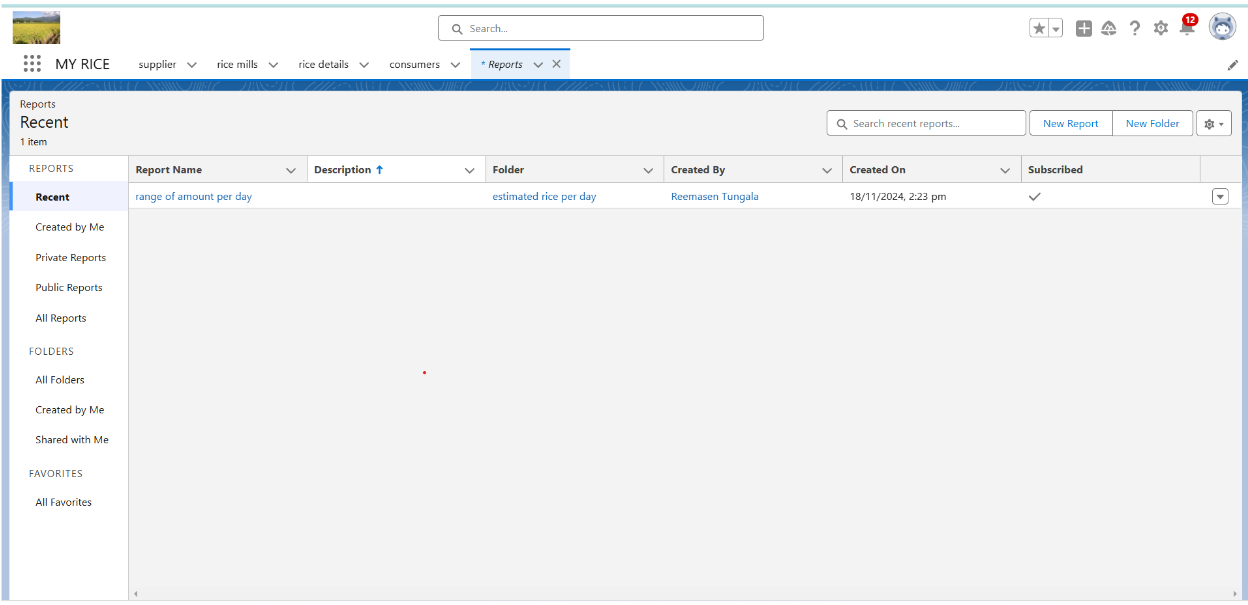 Search...
12
MY RICE supplier rice mills rice details consumers * Reports
Reports
Recent
1 item
Search recent reports...
New Report
New Folder
REPORTS
Recent
Created by Me
Private Reports
Public Reports
All Reports
FOLDERS
All Folders
Created by Me
Shared with Me
FAVORITES
All Favorites
Report Name Description Folder Created By Created On Subscribed
range of amount per day estimated rice per day Reemasen Tungala 18/11/2024, 2:23 pm